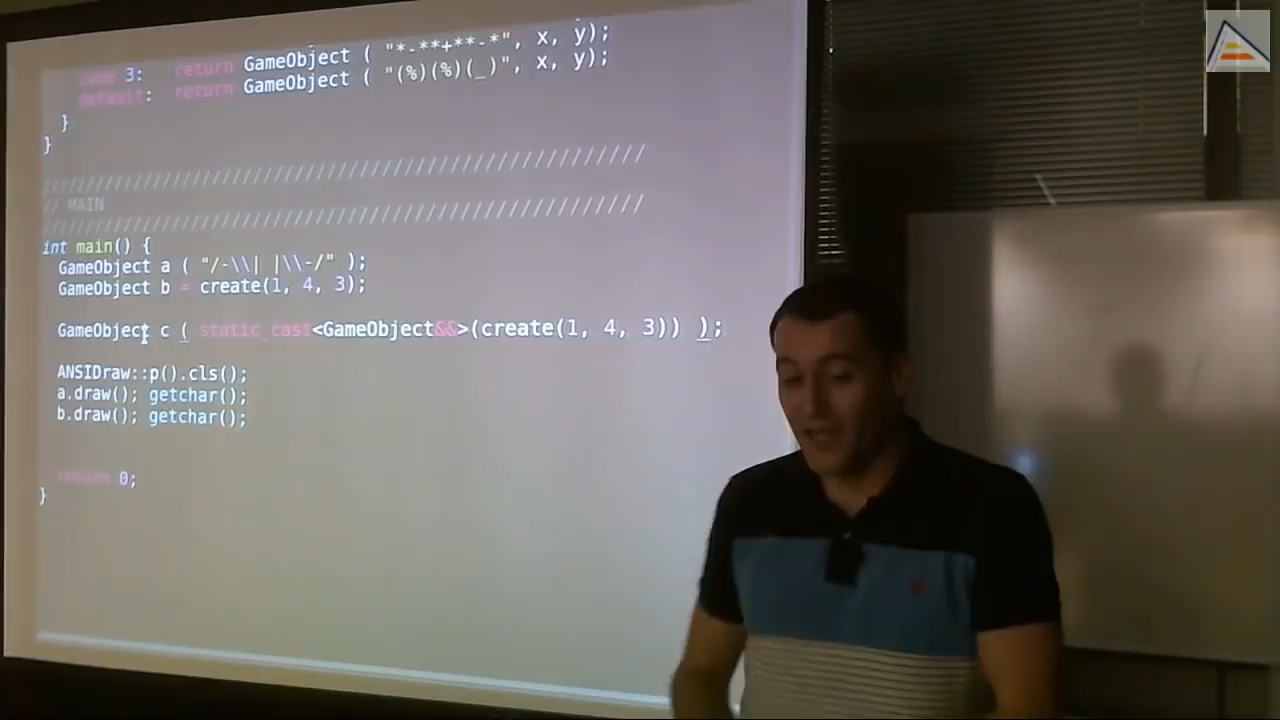 case 3:   return GameObject ( "*-**+**-*", x, y);
default:  return GameObject ( "(%)(%)(_)", x, y);
}
}
////////////////////////////////////////////////////////
// MAIN
////////////////////////////////////////////////////////
int main() {
GameObject a ( "/-\\| |\\-/" );
GameObject b = create(1, 4, 3);
GameObject c ( static_cast<GameObject&&>(create(1, 4, 3)) );
ANSIDraw::p().cls();
a.draw(); getchar();
b.draw(); getchar();
return 0;
}